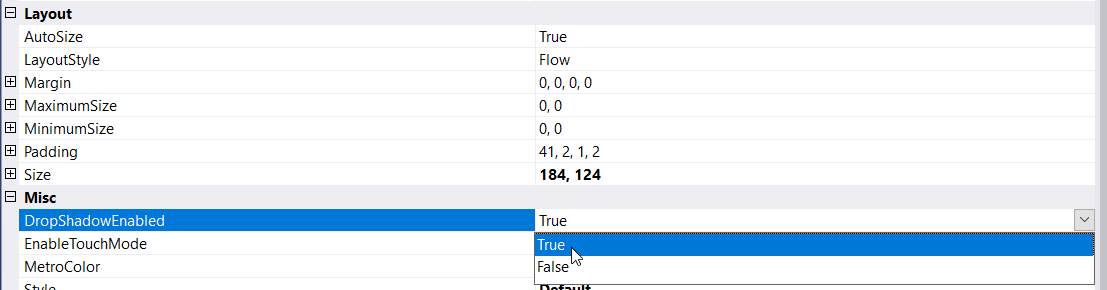 Layout
AutoSize True
LayoutStyle Flow
Margin 0, 0, 0, 0
MaximumSize 0, 0
MinimumSize 0, 0
Padding 41, 2, 1, 2
Size 184, 124
Misc
DropShadowEnabled True
EnableTouchMode True
MetroColor False
Style Default